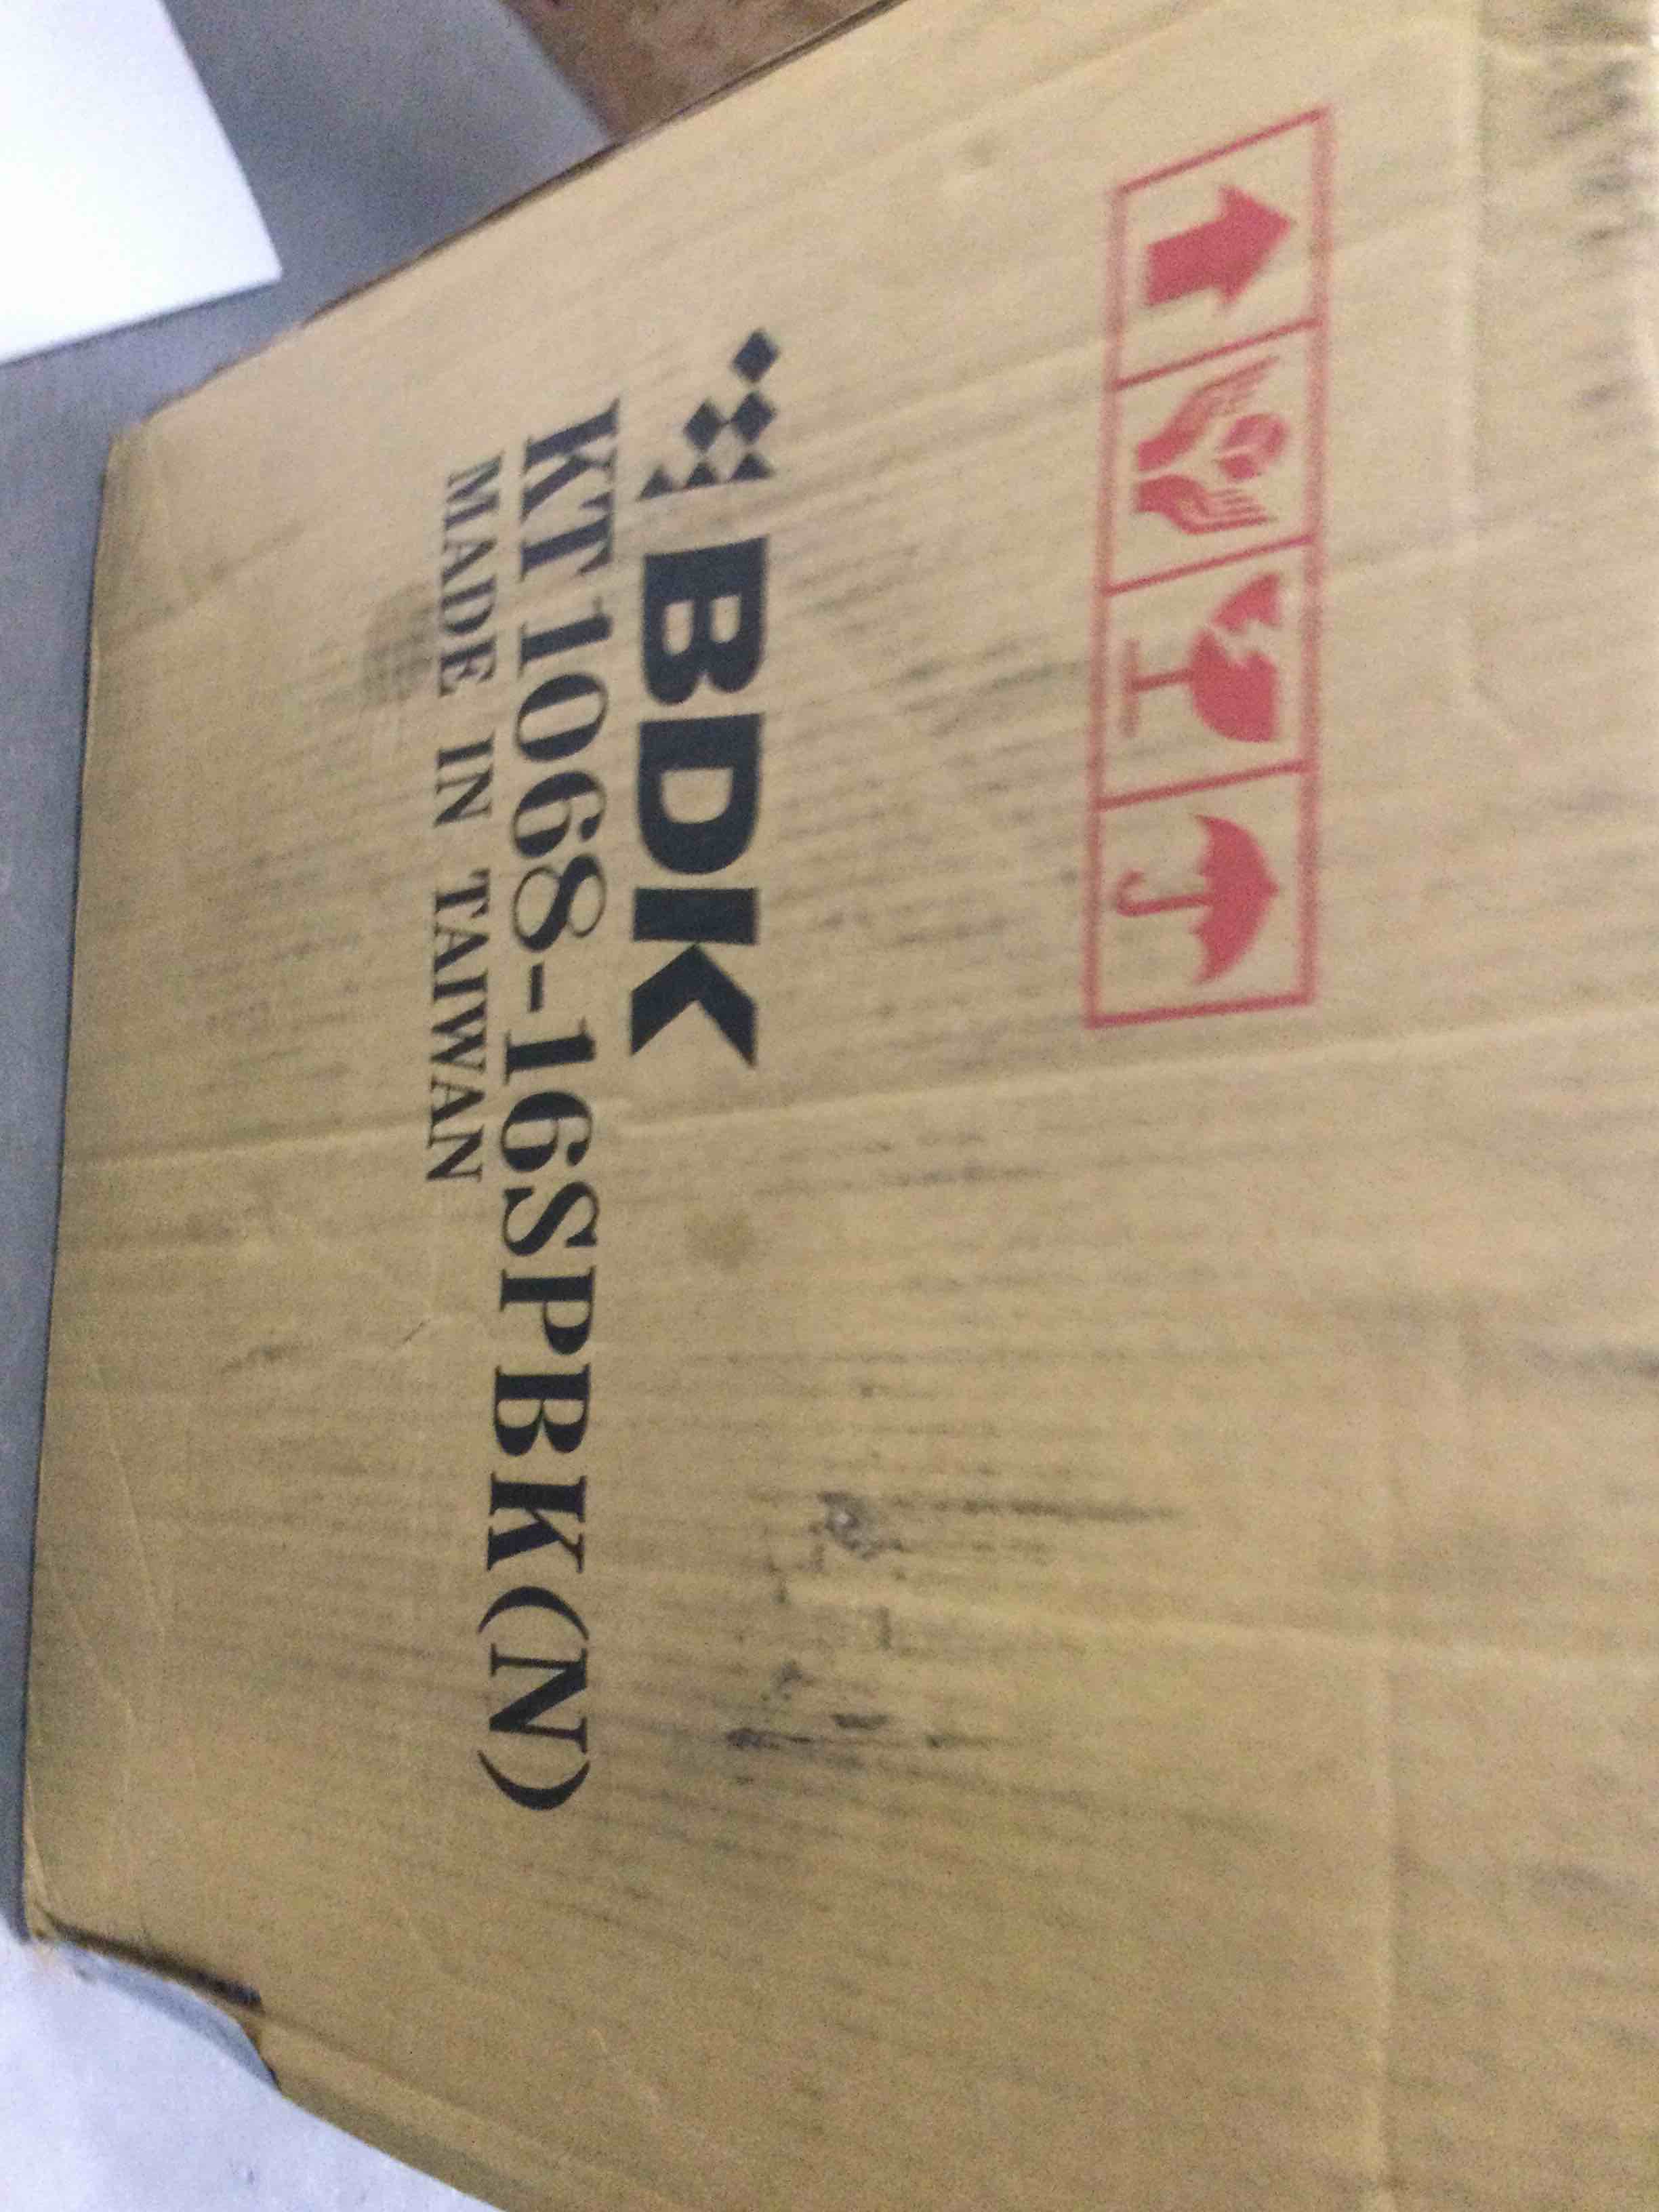 BDK
KT1068-16SPBK(N)
MADE IN TAIWAN